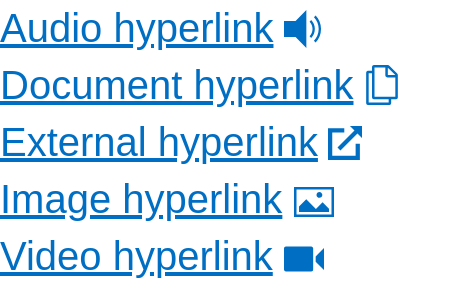 Audio hyperlink
Document hyperlink
External hyperlink
Image hyperlink
Video hyperlink